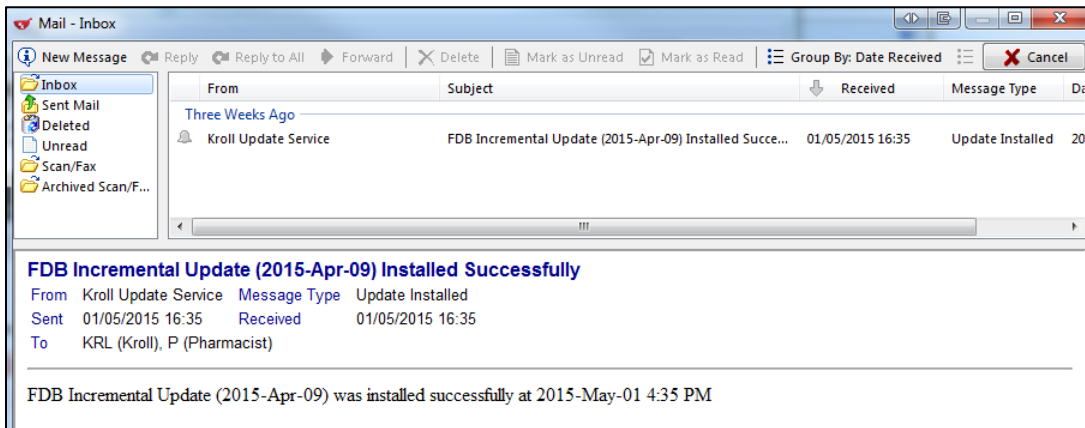 Mail - Inbox
New Message Reply Reply to All Forward Delete Mark as Unread Mark as Read Group By: Date Received Cancel
Inbox
Sent Mail
Deleted
Unread
Scan/Fax
Archived Scan/F...
From Subject Received Message Type Da
Three Weeks Ago
Kroll Update Service FDB Incremental Update (2015-Apr-09) Installed Succe... 01/05/2015 16:35 Update Installed 20
FDB Incremental Update (2015-Apr-09) Installed Successfully
From Kroll Update Service Message Type Update Installed
Sent 01/05/2015 16:35 Received 01/05/2015 16:35
To KRL (Kroll), P (Pharmacist)
FDB Incremental Update (2015-Apr-09) was installed successfully at 2015-May-01 4:35 PM